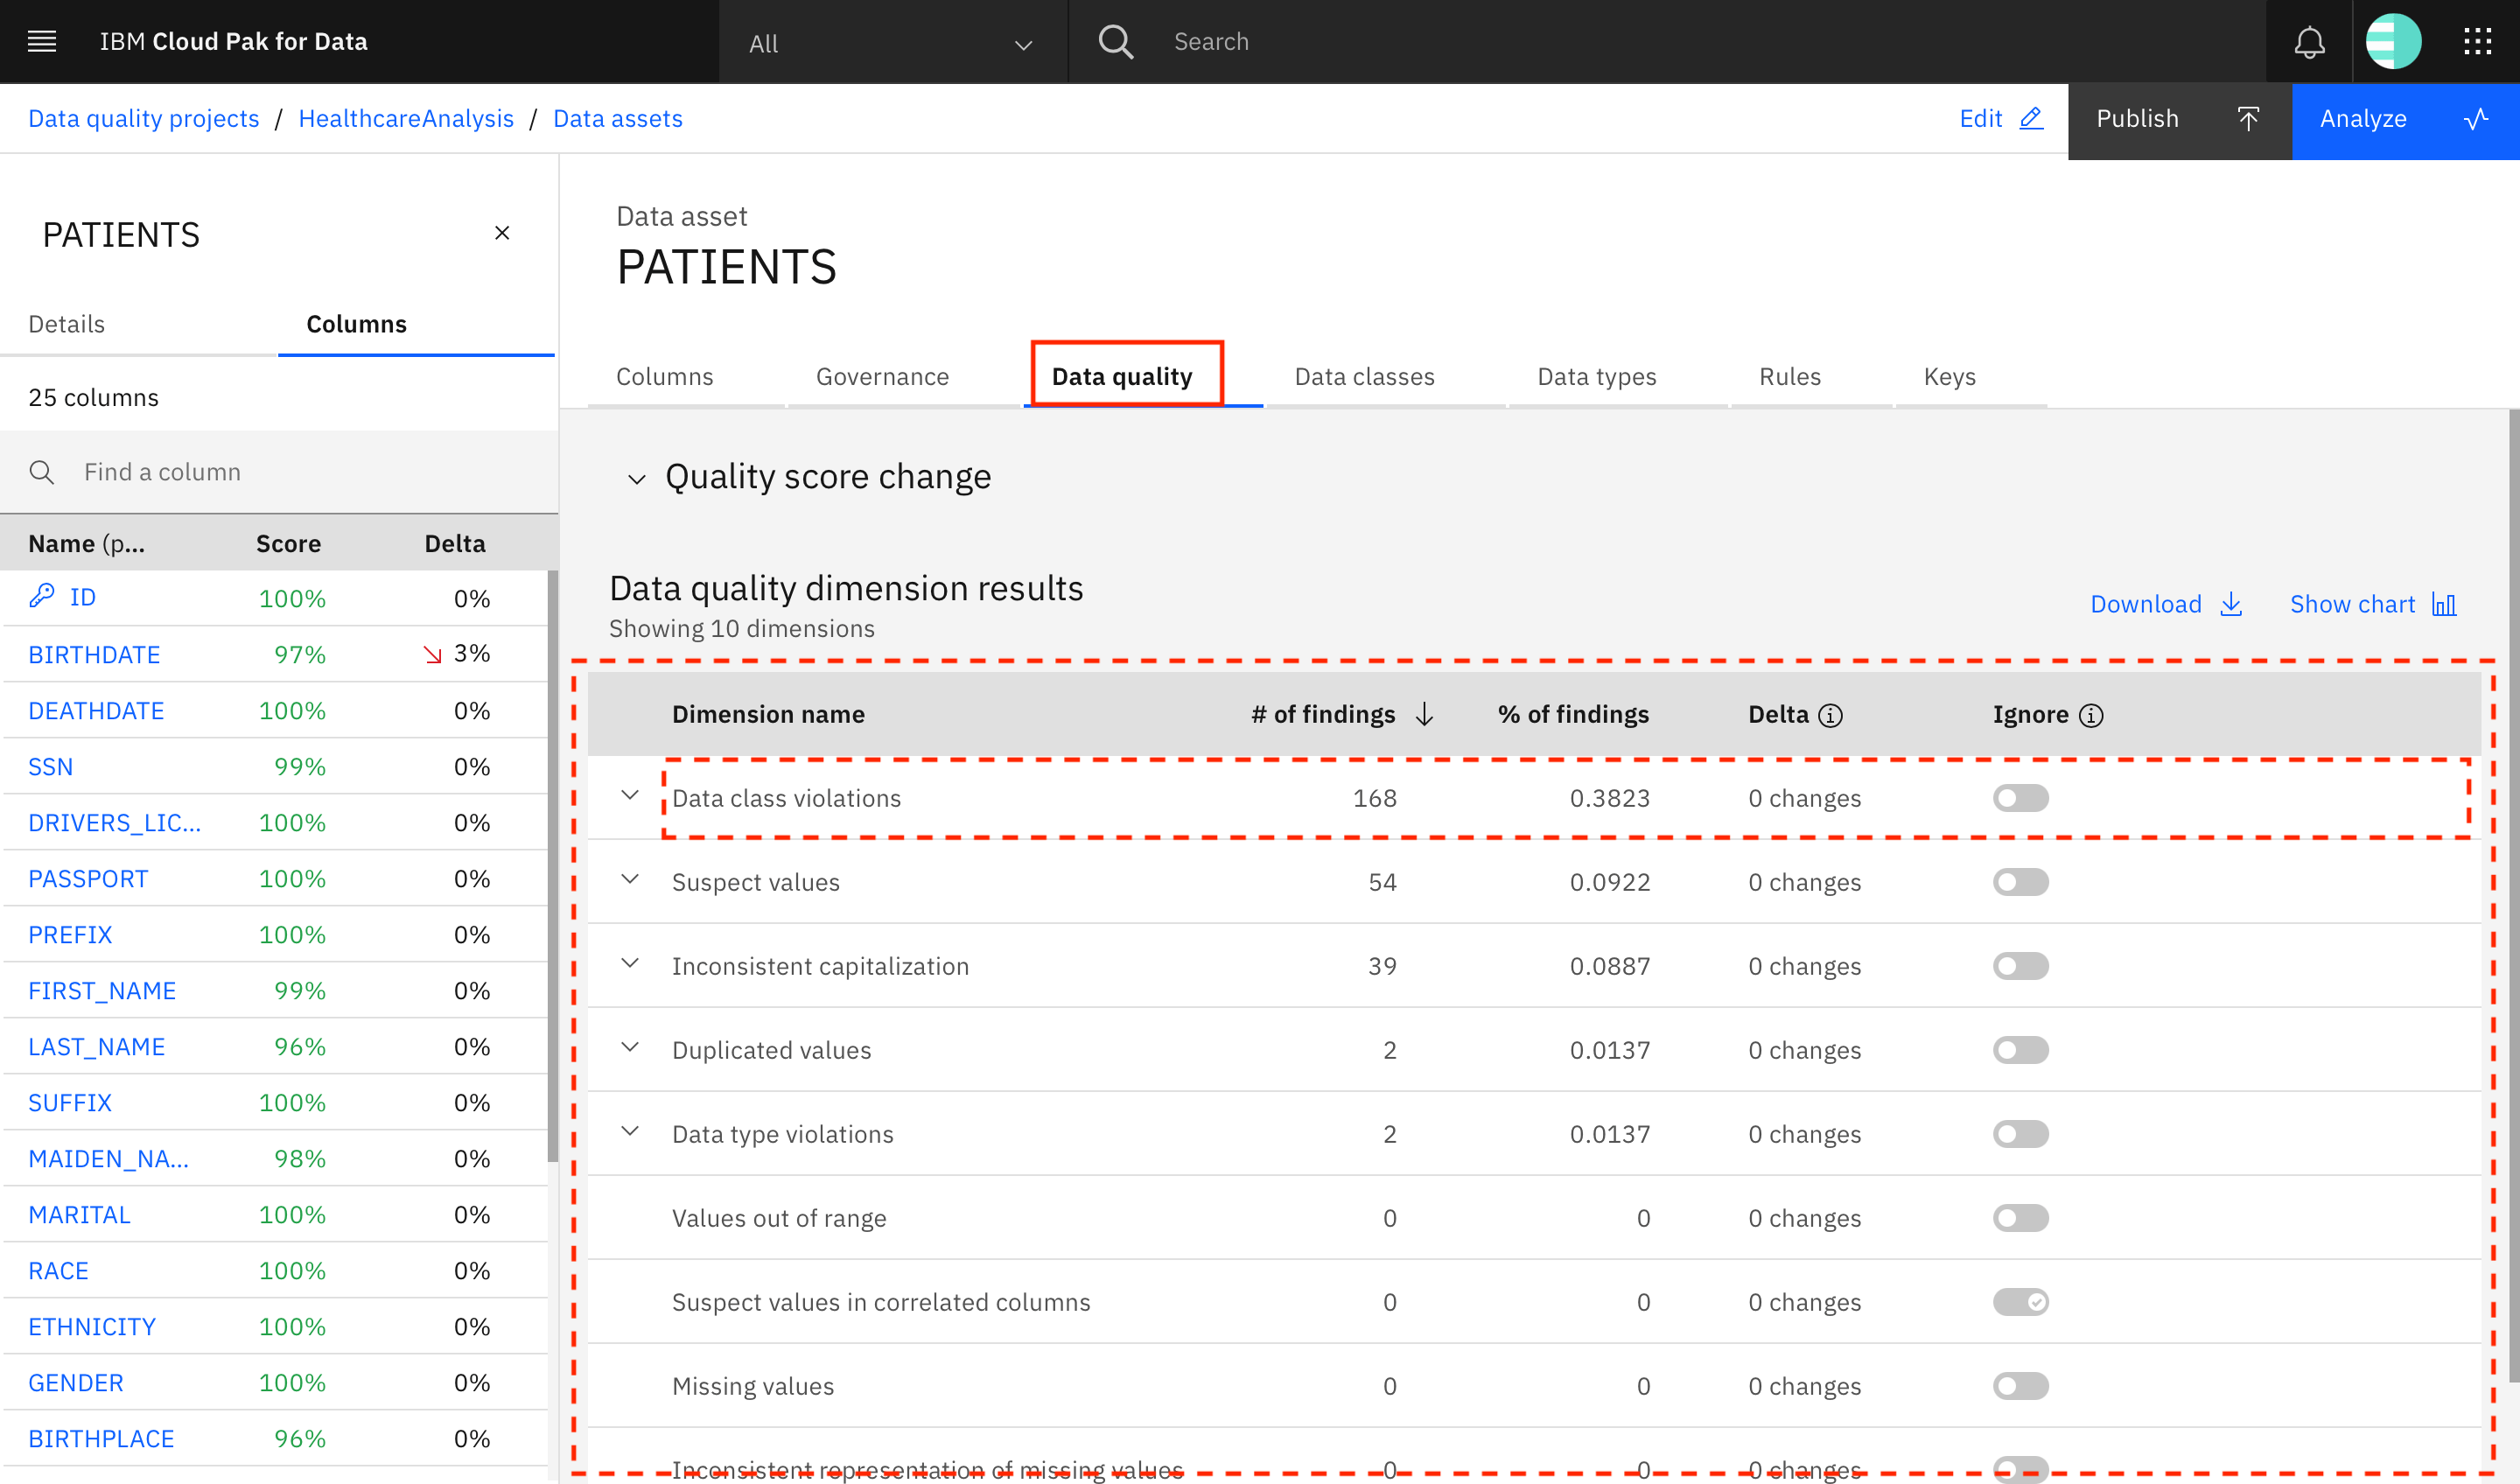 IBM Cloud Pak for Data
All
Search
Data quality projects / HealthcareAnalysis / Data assets
Edit
Publish
Analyze
PATIENTS
Details Columns
25 columns
Find a column
Name (p... Score Delta
ID 100% 0%
BIRTHDATE 97% 3%
DEATHDATE 100% 0%
SSN 99% 0%
DRIVERS_LIC... 100% 0%
PASSPORT 100% 0%
PREFIX 100% 0%
FIRST_NAME 99% 0%
LAST_NAME 96% 0%
SUFFIX 100% 0%
MAIDEN_NA... 98% 0%
MARITAL 100% 0%
RACE 100% 0%
ETHNICITY 100% 0%
GENDER 100% 0%
BIRTHPLACE 96% 0%
Data asset
PATIENTS
Columns Governance Data quality Data classes Data types Rules Keys
Quality score change
Data quality dimension results
Showing 10 dimensions
Download Show chart
Dimension name # of findings % of findings Delta Ignore
Data class violations 168 0.3823 0 changes
Suspect values 54 0.0922 0 changes
Inconsistent capitalization 39 0.0887 0 changes
Duplicated values 2 0.0137 0 changes
Data type violations 2 0.0137 0 changes
Values out of range 0 0 0 changes
Suspect values in correlated columns 0 0 0 changes
Missing values 0 0 0 changes
Inconsistent representation of missing values 0 0 0 changes